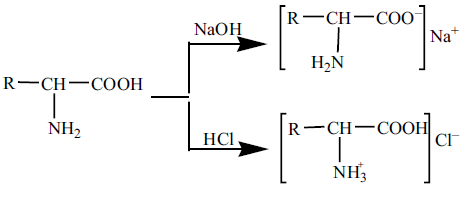 NaOH
R—CH—COO⁻
Na⁺
H₂N
R—CH—COOH
NH₂
HCl
R—CH—COOH
Cl⁻
NH₃⁺